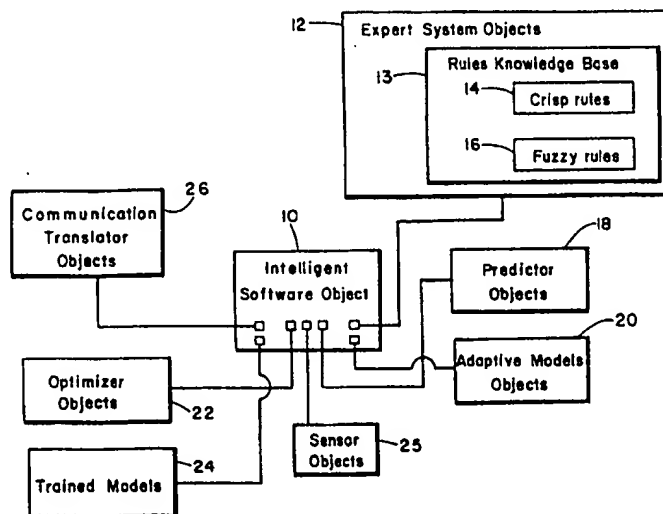 12
Expert System Objects
13
Rules Knowledge Base
14
Crisp rules
16
Fuzzy rules
26
Communication
Translator
Objects
10
Intelligent
Software Object
18
Predictor
Objects
20
Adaptive Models
Objects
Optimizer
Objects
22
Sensor
Objects
25
24
Trained Models